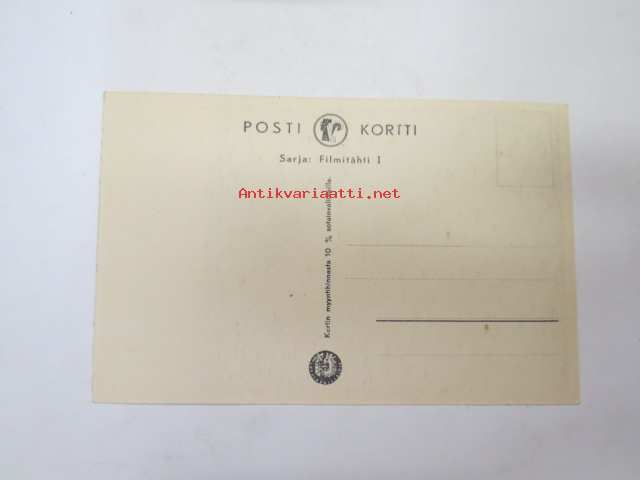 POSTI KORTTI
Sarja: Filmitähti I
Antikvariaatti.net
Kortin myyntihinnasta 10 % sotainvalideille.